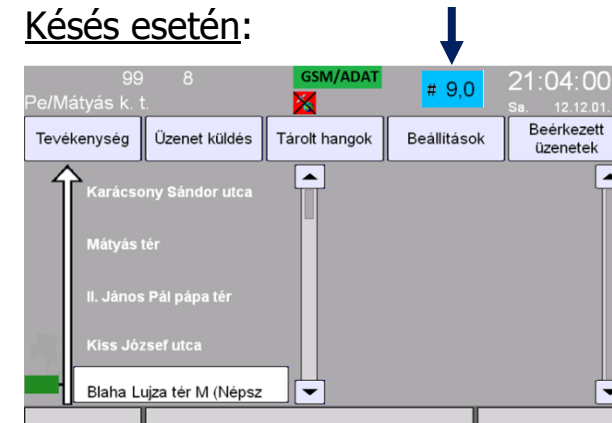 Késés esetén:
99 8 GSM/ADAT # 9,0 21:04:00
Pe/Mátyás k. t. Sa. 12.12.01.
Tevékenység Üzenet küldés Tárolt hangok Beállítások Beérkezett
üzenetek
Karácsony Sándor utca
Mátyás tér
II. János Pál pápa tér
Kiss József utca
Blaha Lujza tér M (Népsz